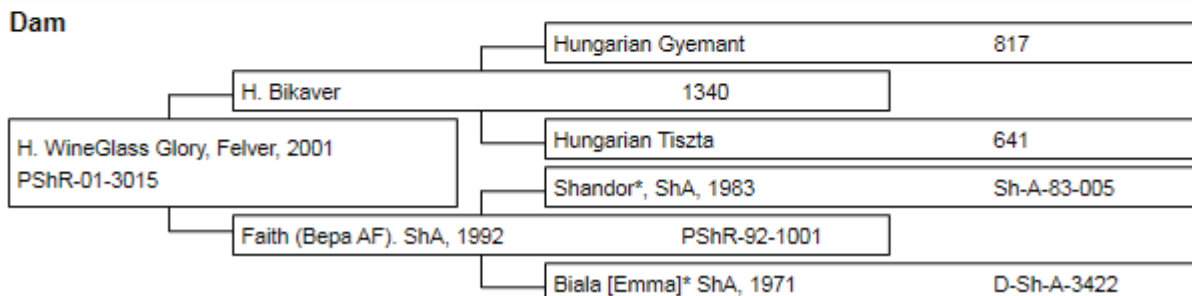 Dam
Hungarian Gyemant 817
H. Bikaver 1340
Hungarian Tiszta 641
H. WineGlass Glory, Felver, 2001
PShR-01-3015
Shandor*, ShA, 1983 Sh-A-83-005
Faith (Bepa AF). ShA, 1992 PShR-92-1001
Biala [Emma]* ShA, 1971 D-Sh-A-3422